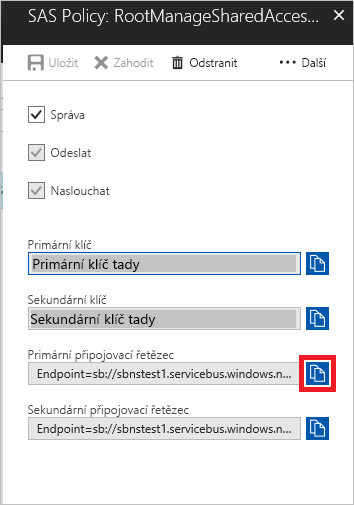 SAS Policy: RootManageSharedAcces...
Uložit Zahodit Odstranit ••• Další
Správa
Odeslat
Naslouchat
Primární klíč
Primární klíč tady
Sekundární klíč
Sekundární klíč tady
Primární připojovací řetězec
Endpoint=sb://sbnstest1.servicebus.windows.n...
Sekundární připojovací řetězec
Endpoint=sb://sbnstest1.servicebus.windows.n...